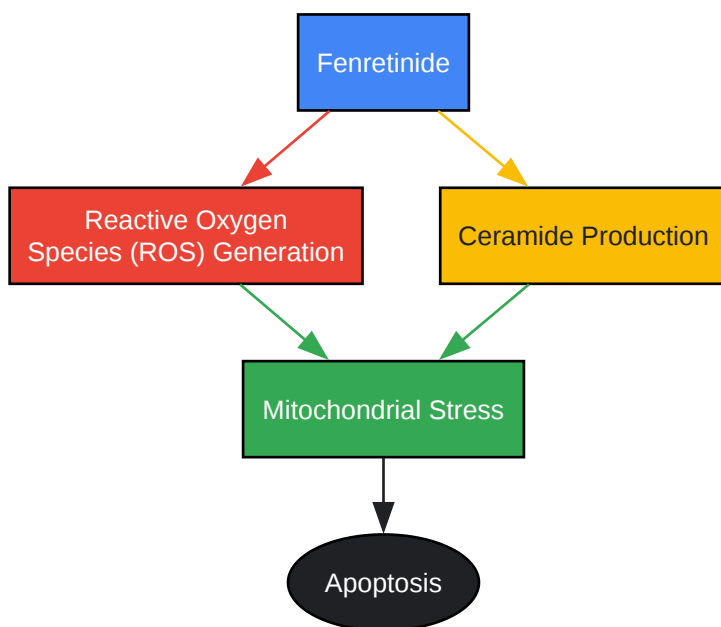 Fenretinide
Reactive Oxygen
Species (ROS) Generation
Ceramide Production
Mitochondrial Stress
Apoptosis